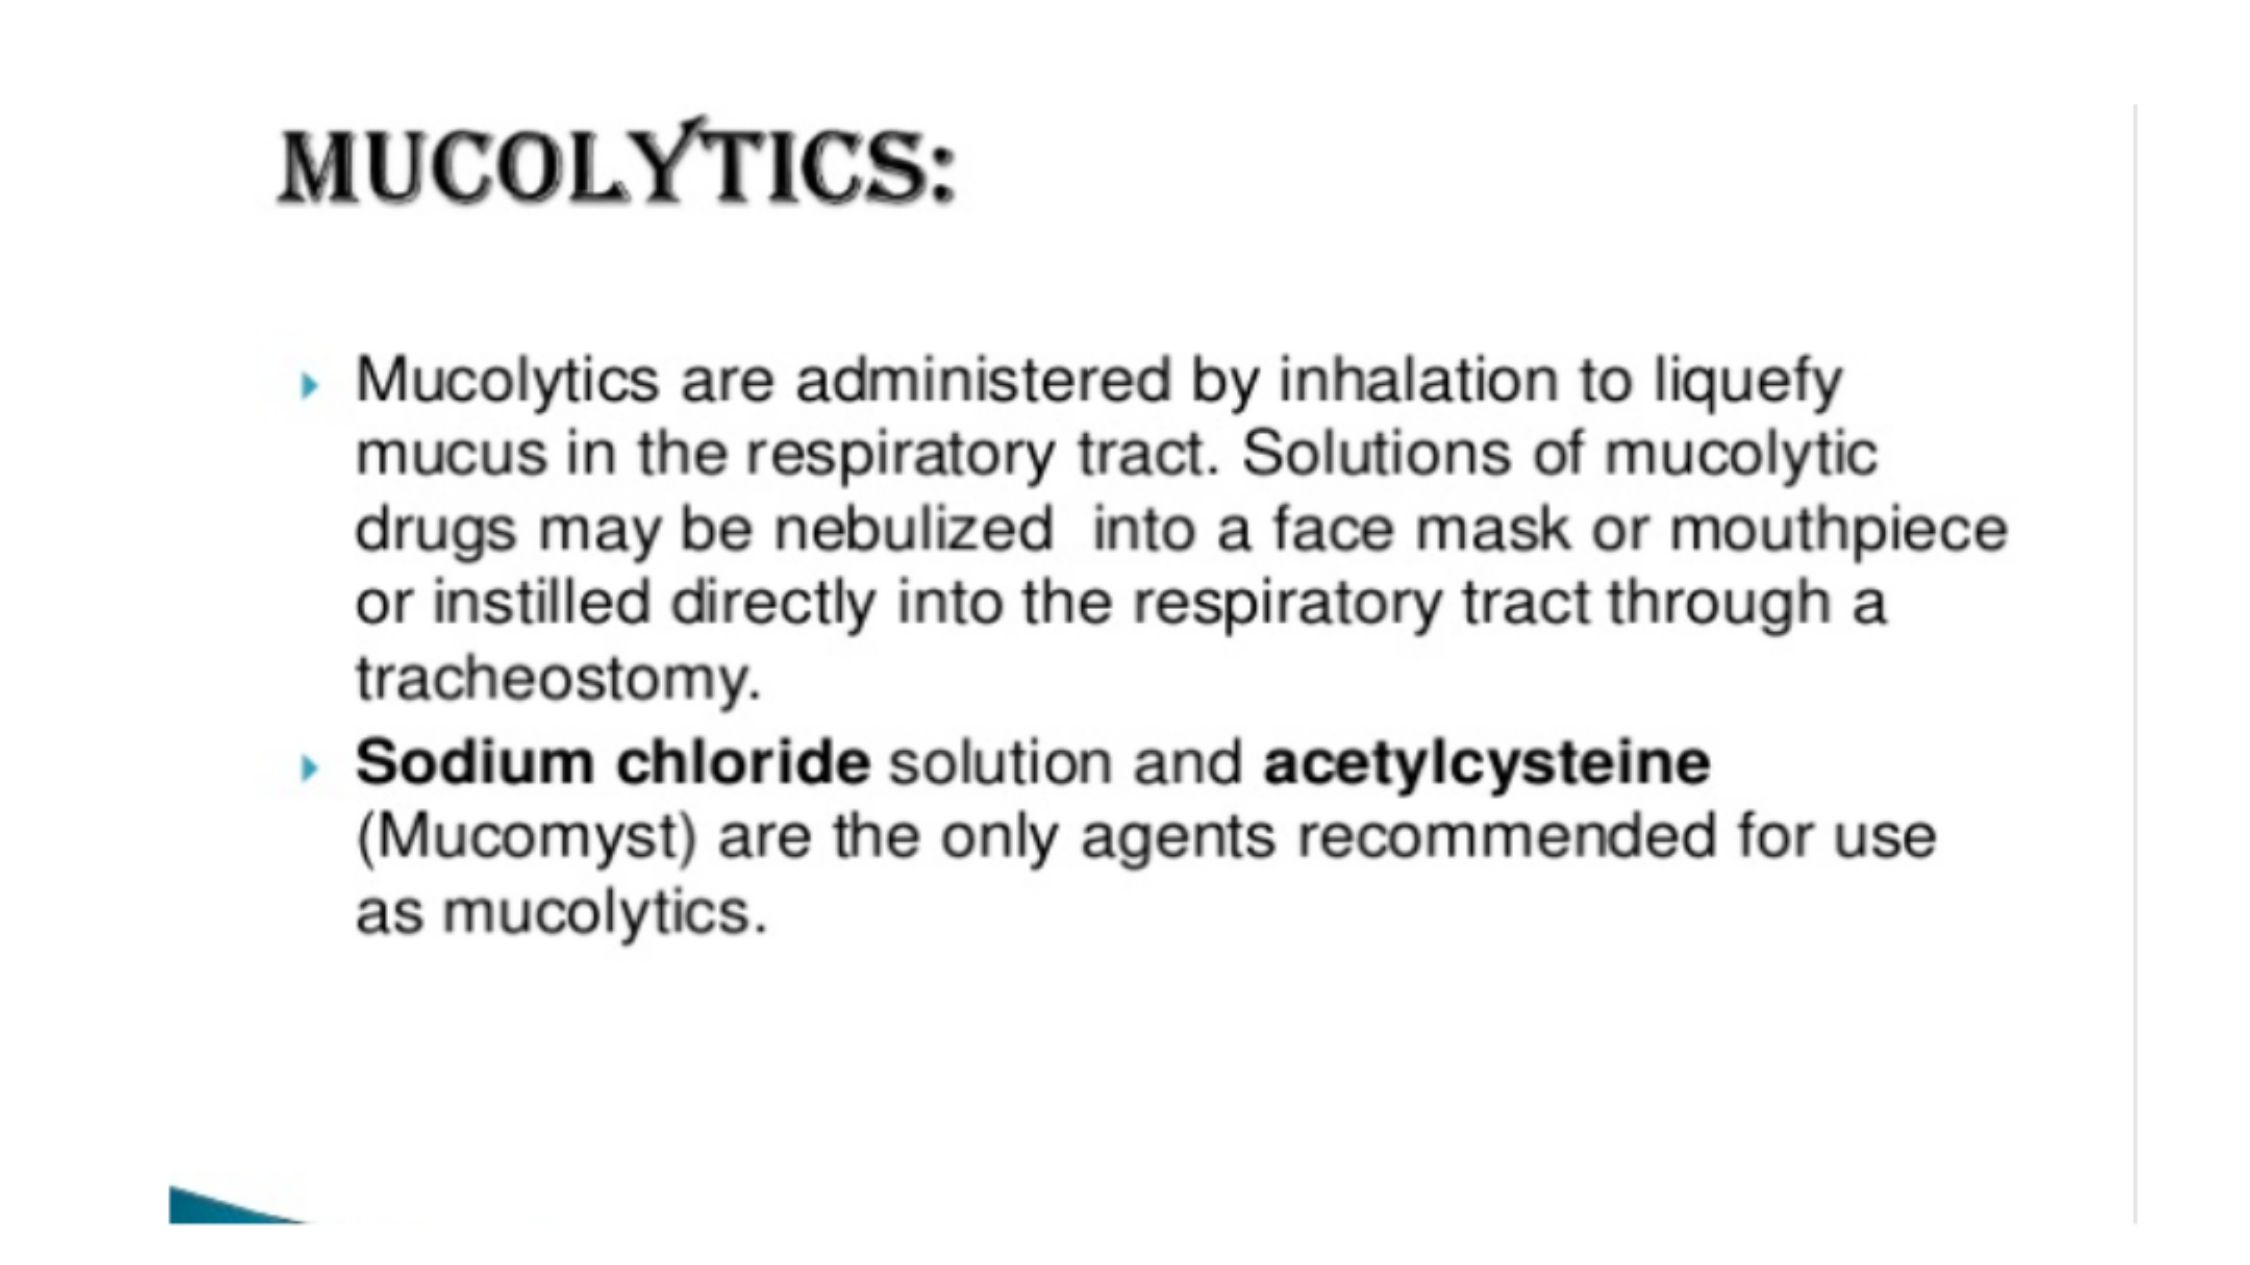 MUCOLYTICS:
Mucolytics are administered by inhalation to liquefy
mucus in the respiratory tract. Solutions of mucolytic
drugs may be nebulized into a face mask or mouthpiece
or instilled directly into the respiratory tract through a
tracheostomy.
Sodium chloride solution and acetylcysteine
(Mucomyst) are the only agents recommended for use
as mucolytics.